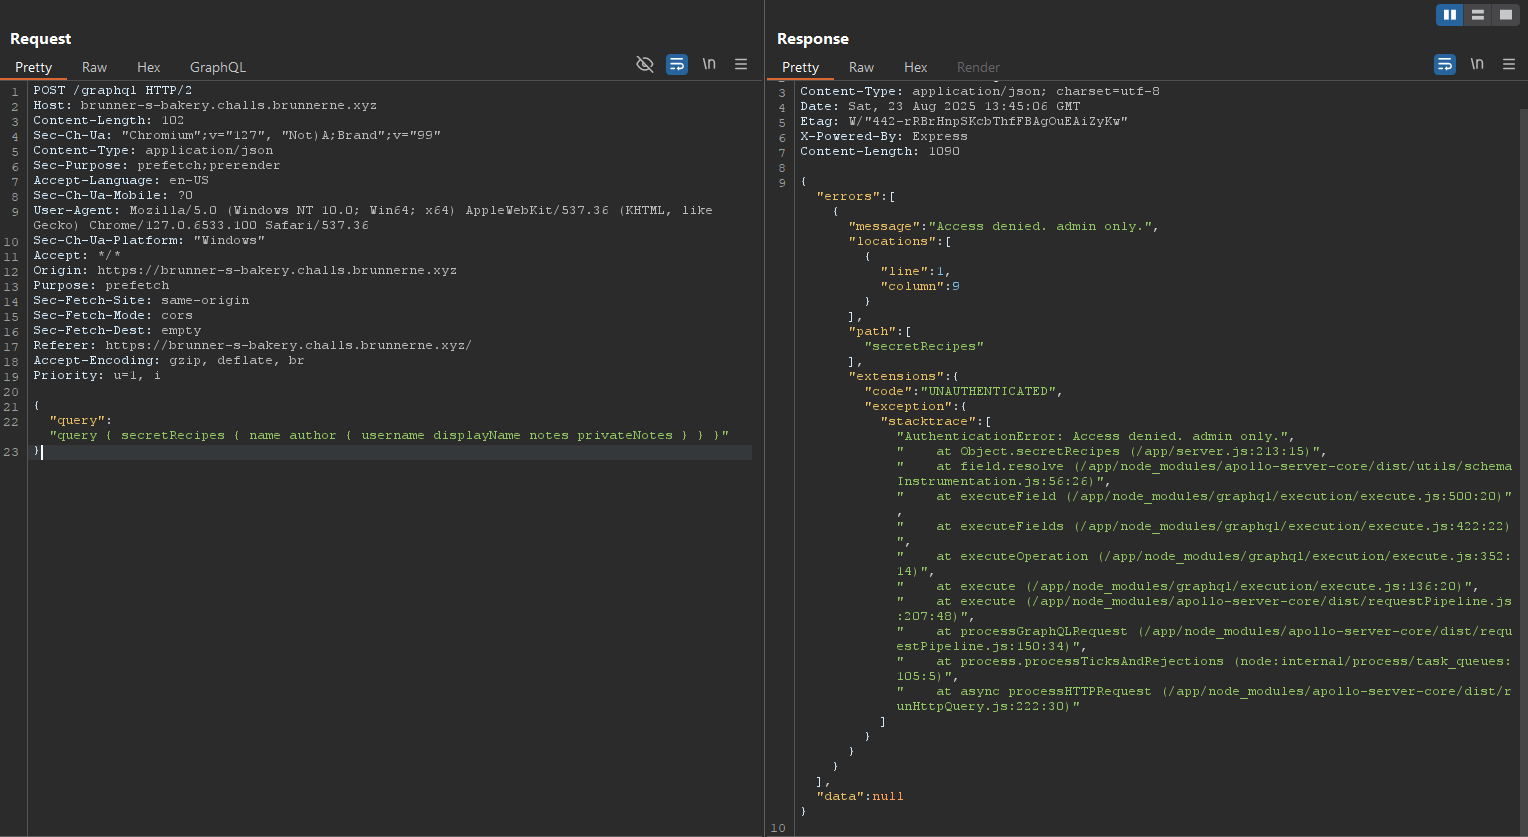 Request
Pretty Raw Hex GraphQL \n
1 POST /graphql HTTP/2
2 Host: brunner-s-bakery.challs.brunnerne.xyz
3 Content-Length: 102
4 Sec-Ch-Ua: "Chromium";v="127", "Not)A;Brand";v="99"
5 Content-Type: application/json
6 Sec-Purpose: prefetch;prerender
7 Accept-Language: en-US
8 Sec-Ch-Ua-Mobile: ?0
9 User-Agent: Mozilla/5.0 (Windows NT 10.0; Win64; x64) AppleWebKit/537.36 (KHTML, like
Gecko) Chrome/127.0.6533.100 Safari/537.36
10 Sec-Ch-Ua-Platform: "Windows"
11 Accept: */*
12 Origin: https://brunner-s-bakery.challs.brunnerne.xyz
13 Purpose: prefetch
14 Sec-Fetch-Site: same-origin
15 Sec-Fetch-Mode: cors
16 Sec-Fetch-Dest: empty
17 Referer: https://brunner-s-bakery.challs.brunnerne.xyz/
18 Accept-Encoding: gzip, deflate, br
19 Priority: u=1, i
20
21 {
22 "query":
"query { secretRecipes { name author { username displayName notes privateNotes } } }"
23 }
Response
Pretty Raw Hex Render \n
3 Content-Type: application/json; charset=utf-8
4 Date: Sat, 23 Aug 2025 13:45:06 GMT
5 Etag: W/"442-rRBrHnpSKcbThfFBAgOuEAiZyKw"
6 X-Powered-By: Express
7 Content-Length: 1090
8
9 {
"errors":[
{
"message":"Access denied. admin only.",
"locations":[
{
"line":1,
"column":9
}
],
"path":[
"secretRecipes"
],
"extensions":{
"code":"UNAUTHENTICATED",
"exception":{
"stacktrace":[
"AuthenticationError: Access denied. admin only.",
"    at Object.secretRecipes (/app/server.js:213:15)",
"    at field.resolve (/app/node_modules/apollo-server-core/dist/utils/schema
Instrumentation.js:56:26)",
"    at executeField (/app/node_modules/graphql/execution/execute.js:500:20)"
,
"    at executeFields (/app/node_modules/graphql/execution/execute.js:422:22)
",
"    at executeOperation (/app/node_modules/graphql/execution/execute.js:352:
14)",
"    at execute (/app/node_modules/graphql/execution/execute.js:136:20)",
"    at execute (/app/node_modules/apollo-server-core/dist/requestPipeline.js
:207:48)",
"    at processGraphQLRequest (/app/node_modules/apollo-server-core/dist/requ
estPipeline.js:150:34)",
"    at process.processTicksAndRejections (node:internal/process/task_queues:
105:5)",
"    at async processHTTPRequest (/app/node_modules/apollo-server-core/dist/r
unHttpQuery.js:222:30)"
]
}
}
}
],
"data":null
}
10